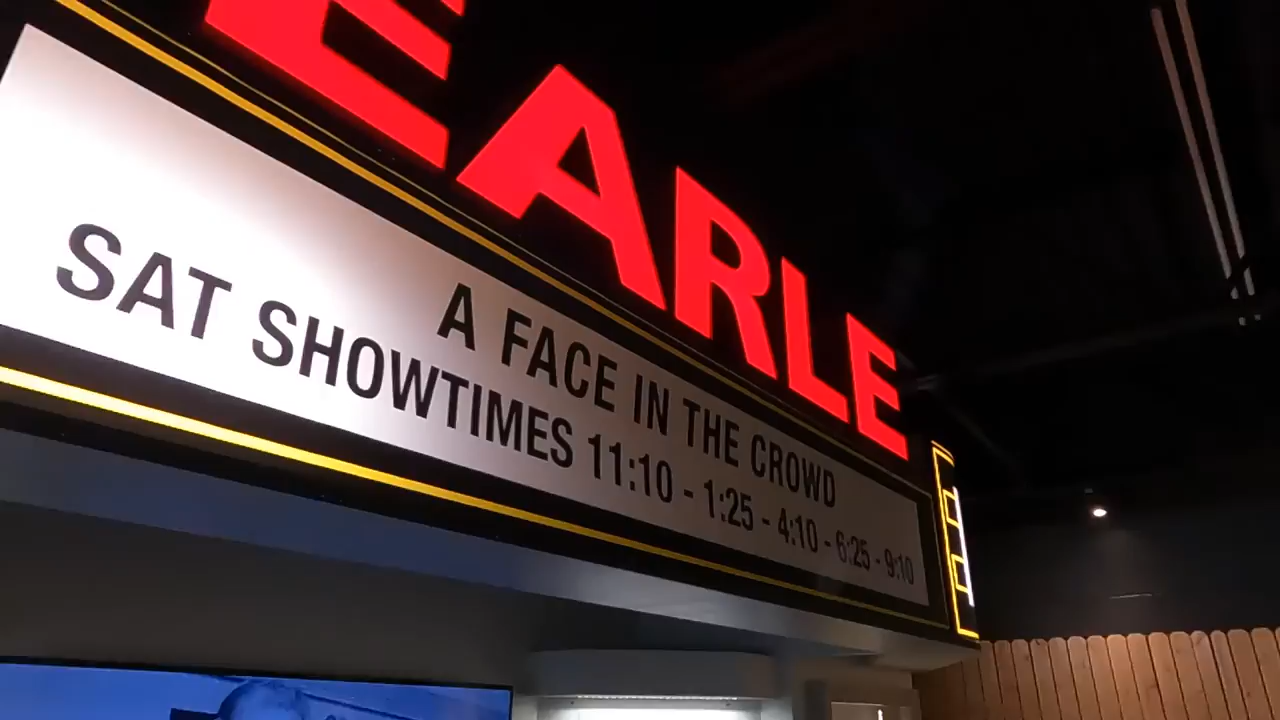 EARLE
A FACE IN THE CROWD
SAT SHOWTIMES 11:10 - 1:25 - 4:10 - 6:25 - 9:10